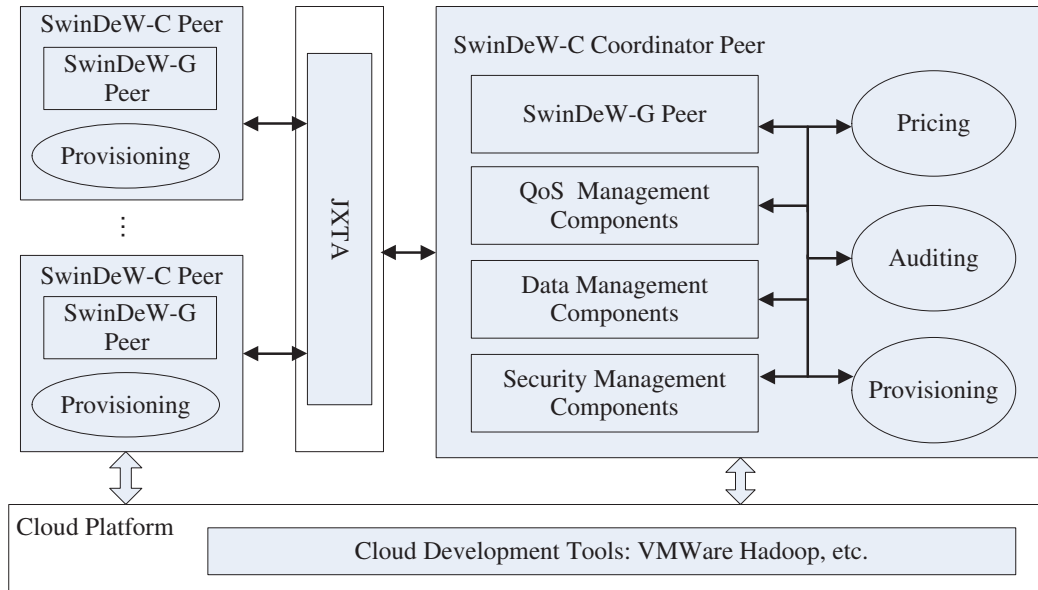 SwinDeW-C Peer
SwinDeW-G
Peer
Provisioning
⋮
SwinDeW-C Peer
SwinDeW-G
Peer
Provisioning
JXTA
SwinDeW-C Coordinator Peer
SwinDeW-G Peer
QoS Management
Components
Data Management
Components
Security Management
Components
Pricing
Auditing
Provisioning
Cloud Platform
Cloud Development Tools: VMWare Hadoop, etc.